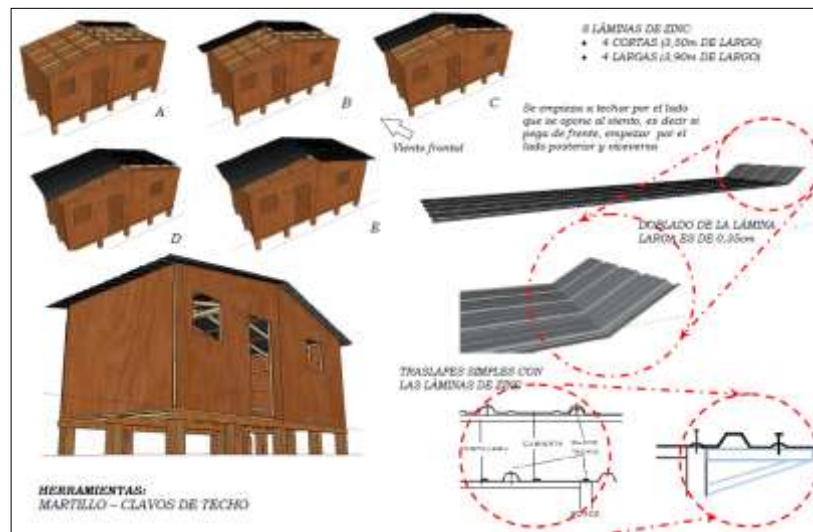 8 LÁMINAS DE ZINC:
• 4 CORTAS (3,50m DE LARGO)
• 4 LARGAS (3,90m DE LARGO)
A
B
C
Se empieza a techar por el lado
que se opone al viento, es decir si
pega de frente, empezar por el
lado posterior y viceversa
Viento frontal
D
E
DOBLADO DE LA LÁMINA
LARGA ES DE 0,35cm
TRASLAPES SIMPLES CON
LAS LÁMINAS DE ZINC
CUBIERTA
HERRAMIENTAS:
MARTILLO – CLAVOS DE TECHO